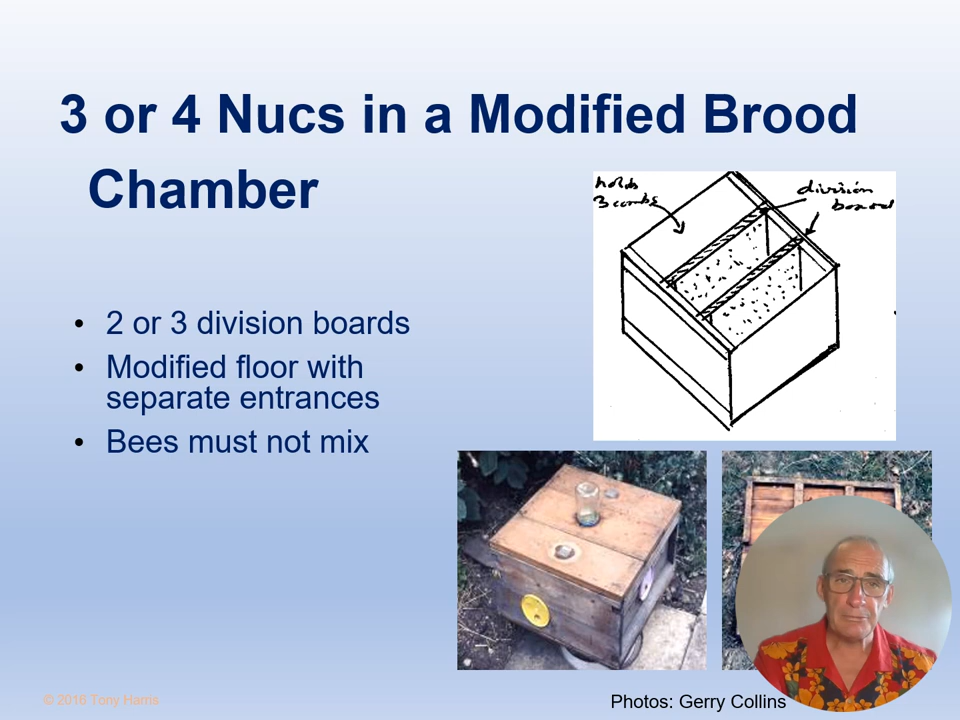 3 or 4 Nucs in a Modified Brood
Chamber
holds
3 combs
division
board
• 2 or 3 division boards
• Modified floor with
separate entrances
• Bees must not mix
© 2016 Tony Harris
Photos: Gerry Collins